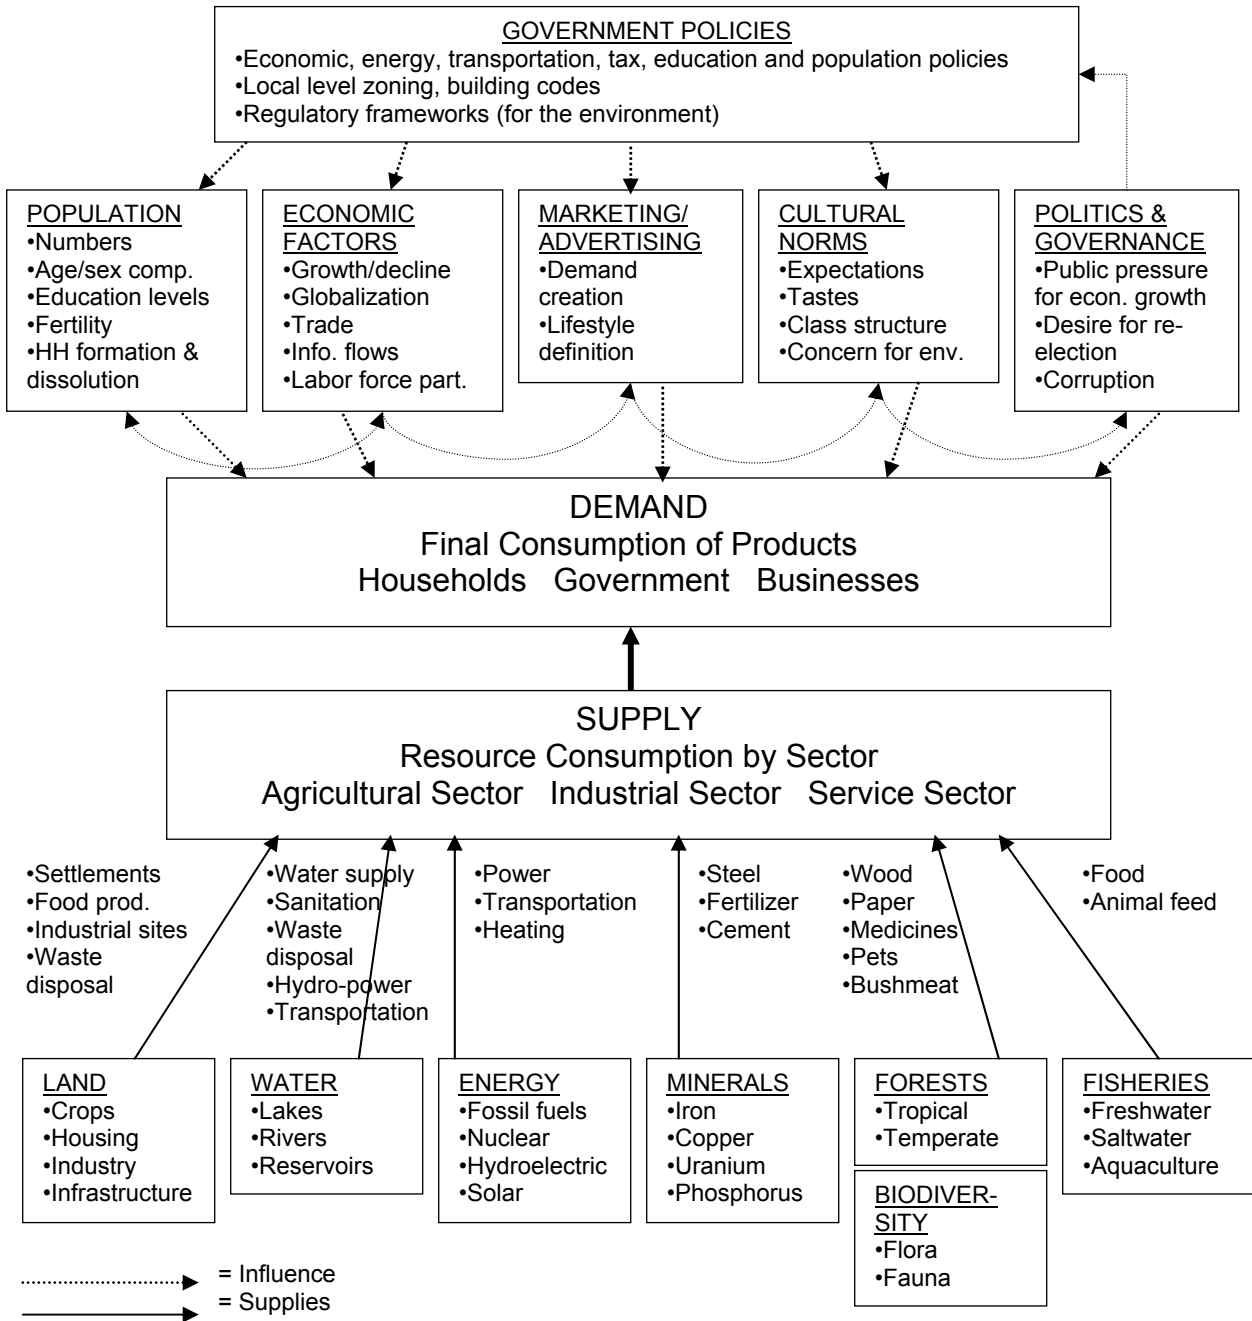 GOVERNMENT POLICIES
•Economic, energy, transportation, tax, education and population policies
•Local level zoning, building codes
•Regulatory frameworks (for the environment)
POPULATION
•Numbers
•Age/sex comp.
•Education levels
•Fertility
•HH formation &
dissolution
ECONOMIC
FACTORS
•Growth/decline
•Globalization
•Trade
•Info. flows
•Labor force part.
MARKETING/
ADVERTISING
•Demand
creation
•Lifestyle
definition
CULTURAL
NORMS
•Expectations
•Tastes
•Class structure
•Concern for env.
POLITICS &
GOVERNANCE
•Public pressure
for econ. growth
•Desire for re-
election
•Corruption
DEMAND
Final Consumption of Products
Households Government Businesses
SUPPLY
Resource Consumption by Sector
Agricultural Sector Industrial Sector Service Sector
•Settlements
•Food prod.
•Industrial sites
•Waste
disposal
•Water supply
•Sanitation
•Waste
disposal
•Hydro-power
•Transportation
•Power
•Transportation
•Heating
•Steel
•Fertilizer
•Cement
•Wood
•Paper
•Medicines
•Pets
•Bushmeat
•Food
•Animal feed
LAND
•Crops
•Housing
•Industry
•Infrastructure
WATER
•Lakes
•Rivers
•Reservoirs
ENERGY
•Fossil fuels
•Nuclear
•Hydroelectric
•Solar
MINERALS
•Iron
•Copper
•Uranium
•Phosphorus
FORESTS
•Tropical
•Temperate
BIODIVER-
SITY
•Flora
•Fauna
FISHERIES
•Freshwater
•Saltwater
•Aquaculture
= Influence
= Supplies